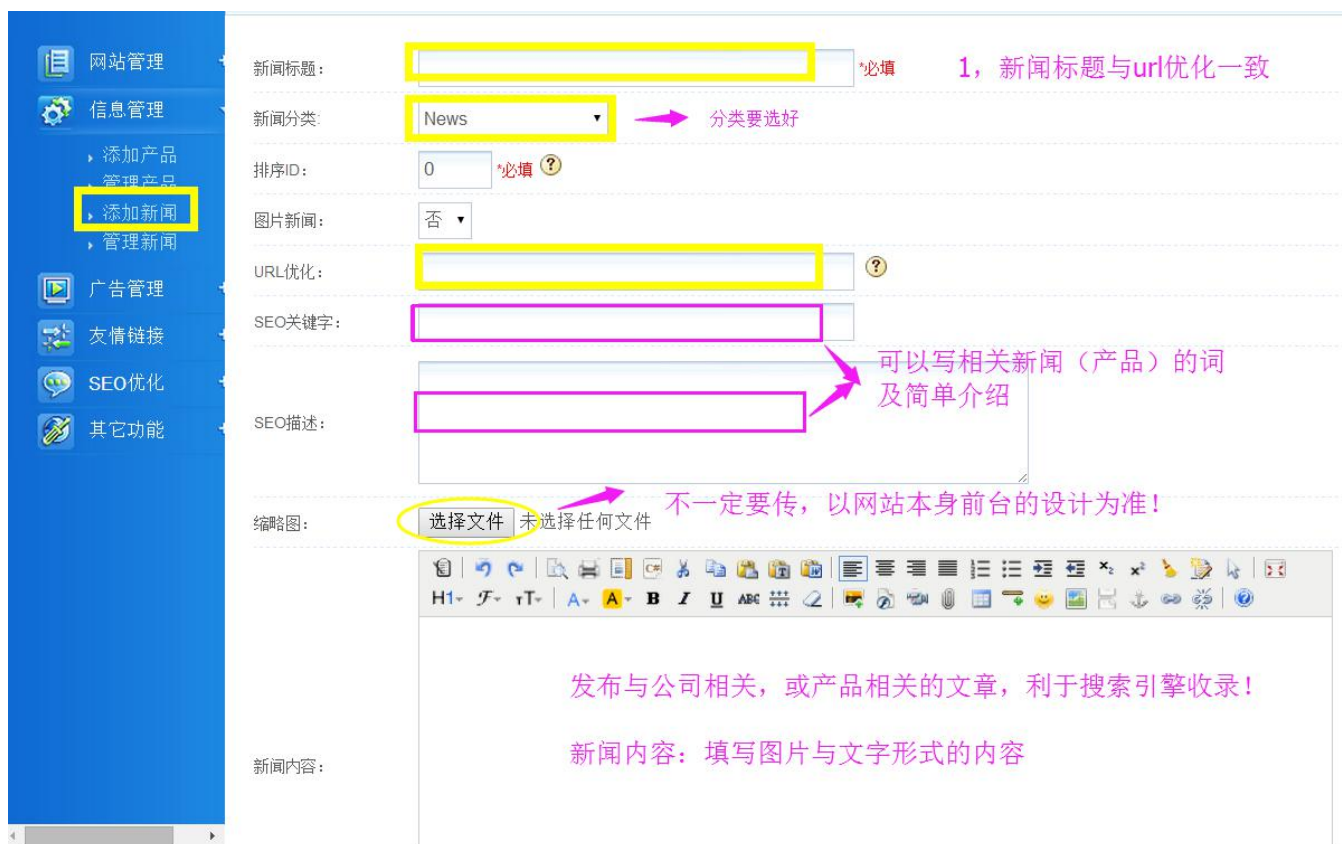 网站管理
信息管理
添加产品
管理产品
添加新闻
管理新闻
广告管理
友情链接
SEO优化
其它功能
新闻标题： *必填 1，新闻标题与url优化一致
新闻分类: News 分类要选好
排序ID： 0 *必填
图片新闻： 否
URL优化：
SEO关键字：
可以写相关新闻（产品）的词
及简单介绍
SEO描述：
不一定要传，以网站本身前台的设计为准！
缩略图： 选择文件 未选择任何文件
H1 F TT A A B I U ABC
发布与公司相关，或产品相关的文章，利于搜索引擎收录！
新闻内容：填写图片与文字形式的内容
新闻内容：